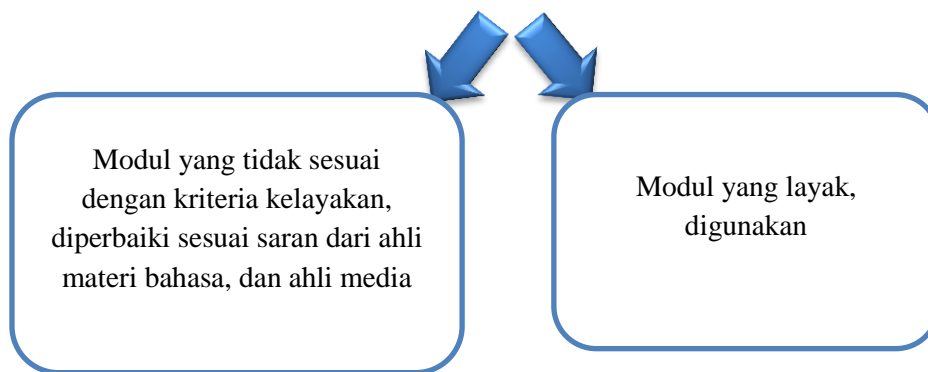 Modul yang tidak sesuai
dengan kriteria kelayakan,
diperbaiki sesuai saran dari ahli
materi bahasa, dan ahli media
Modul yang layak,
digunakan